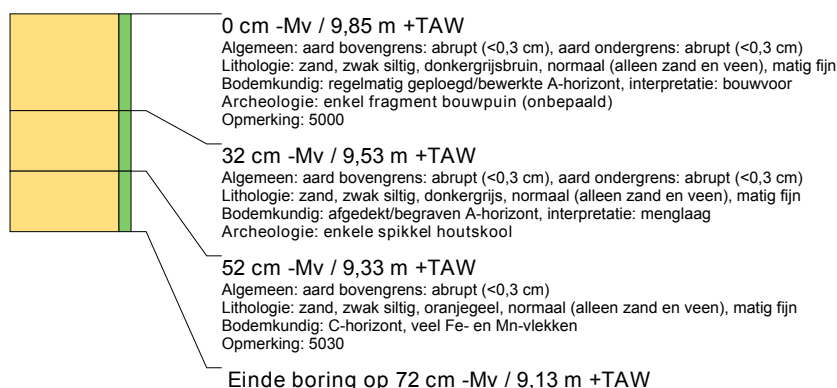 0 cm -Mv / 9,85 m +TAW
Algemeen: aard bovengrens: abrupt (<0,3 cm), aard ondergrens: abrupt (<0,3 cm)
Lithologie: zand, zwak siltig, donkergrijsbruin, normaal (alleen zand en veen), matig fijn
Bodemkundig: regelmatig geploegd/bewerkte A-horizont, interpretatie: bouwvoor
Archeologie: enkel fragment bouwpuin (onbepaald)
Opmerking: 5000
32 cm -Mv / 9,53 m +TAW
Algemeen: aard bovengrens: abrupt (<0,3 cm), aard ondergrens: abrupt (<0,3 cm)
Lithologie: zand, zwak siltig, donkergrijs, normaal (alleen zand en veen), matig fijn
Bodemkundig: afgedekt/begraven A-horizont, interpretatie: menglaag
Archeologie: enkele spikkel houtskool
52 cm -Mv / 9,33 m +TAW
Algemeen: aard bovengrens: abrupt (<0,3 cm)
Lithologie: zand, zwak siltig, oranjegeel, normaal (alleen zand en veen), matig fijn
Bodemkundig: C-horizont, veel Fe- en Mn-vlekken
Opmerking: 5030
Einde boring op 72 cm -Mv / 9,13 m +TAW